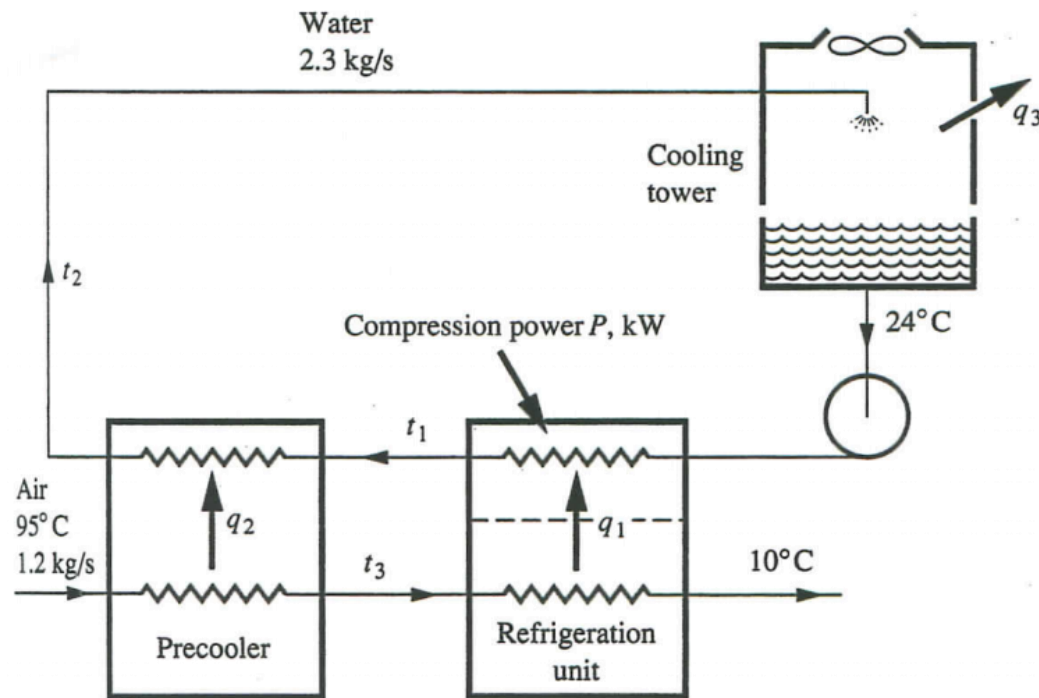 Water
2.3 kg/s
q3
Cooling
tower
t2
24°C
Compression power P, kW
t1
Air
95°C
1.2 kg/s
q2
q1
t3
10°C
Precooler
Refrigeration
unit